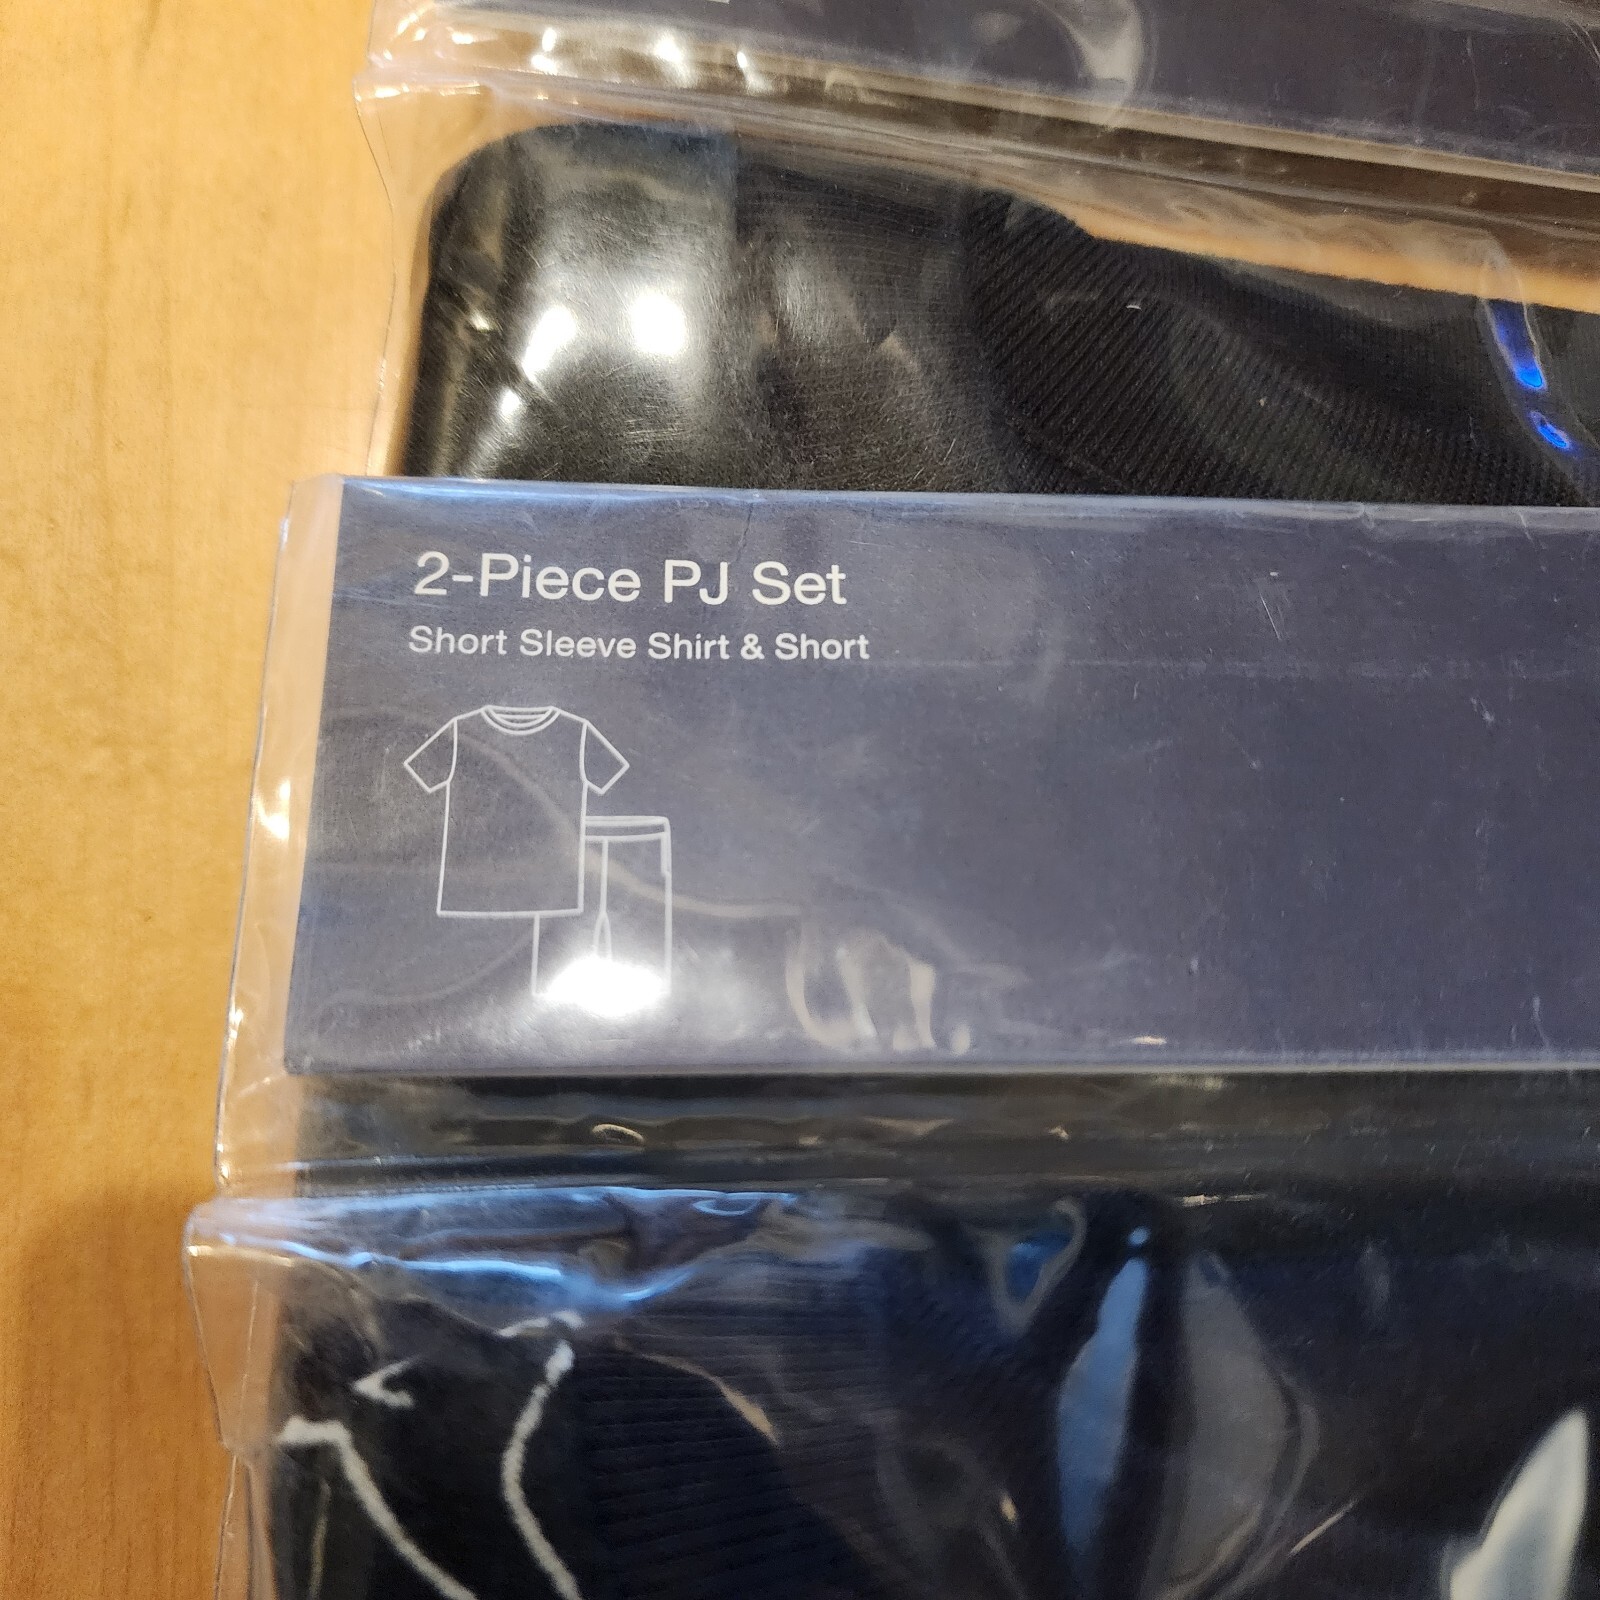 2-Piece PJ Set
Short Sleeve Shirt & Short